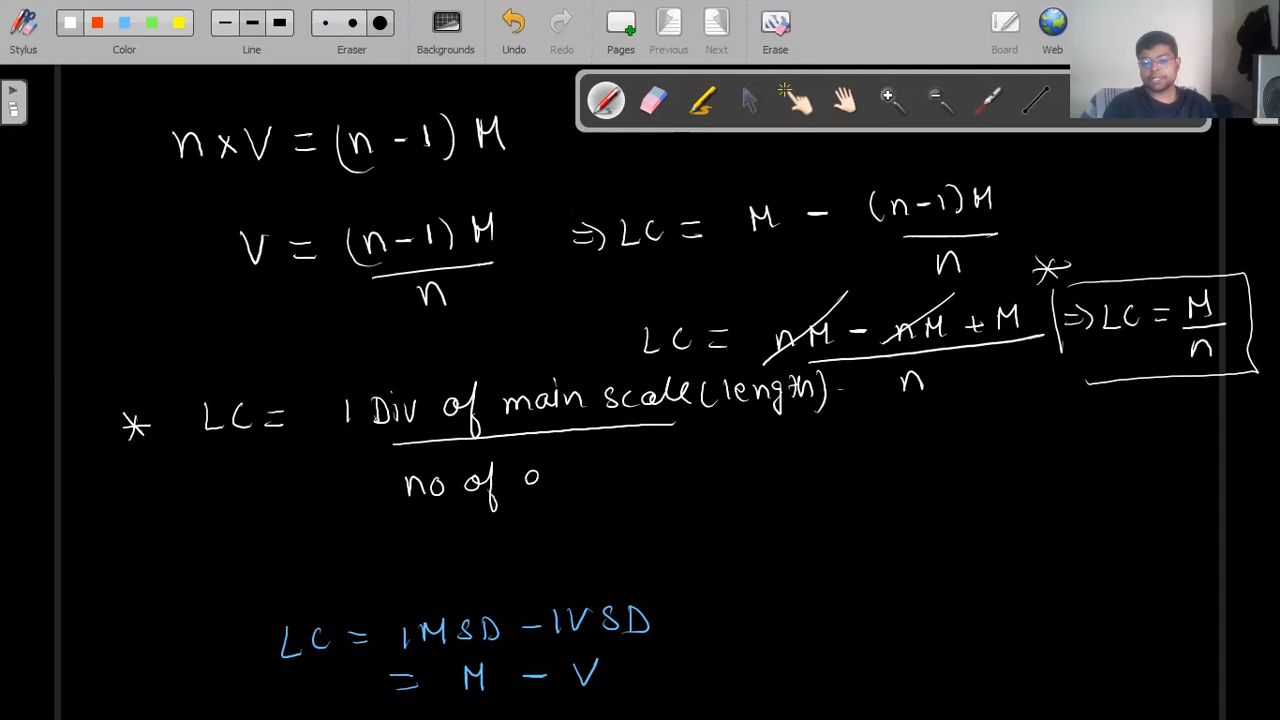 Stylus Color Line Eraser Backgrounds Undo Redo Pages Previous Next Erase Board Web
n x V = (n - 1) M
V = (n - 1) M / n
⇒ LC = M - (n - 1) M / n
LC = nM - nM + M / n
* ⇒ LC = M / n
* LC = 1 Div of main scale (length) / no of
LC = 1 MSD - 1 VSD
= M - V